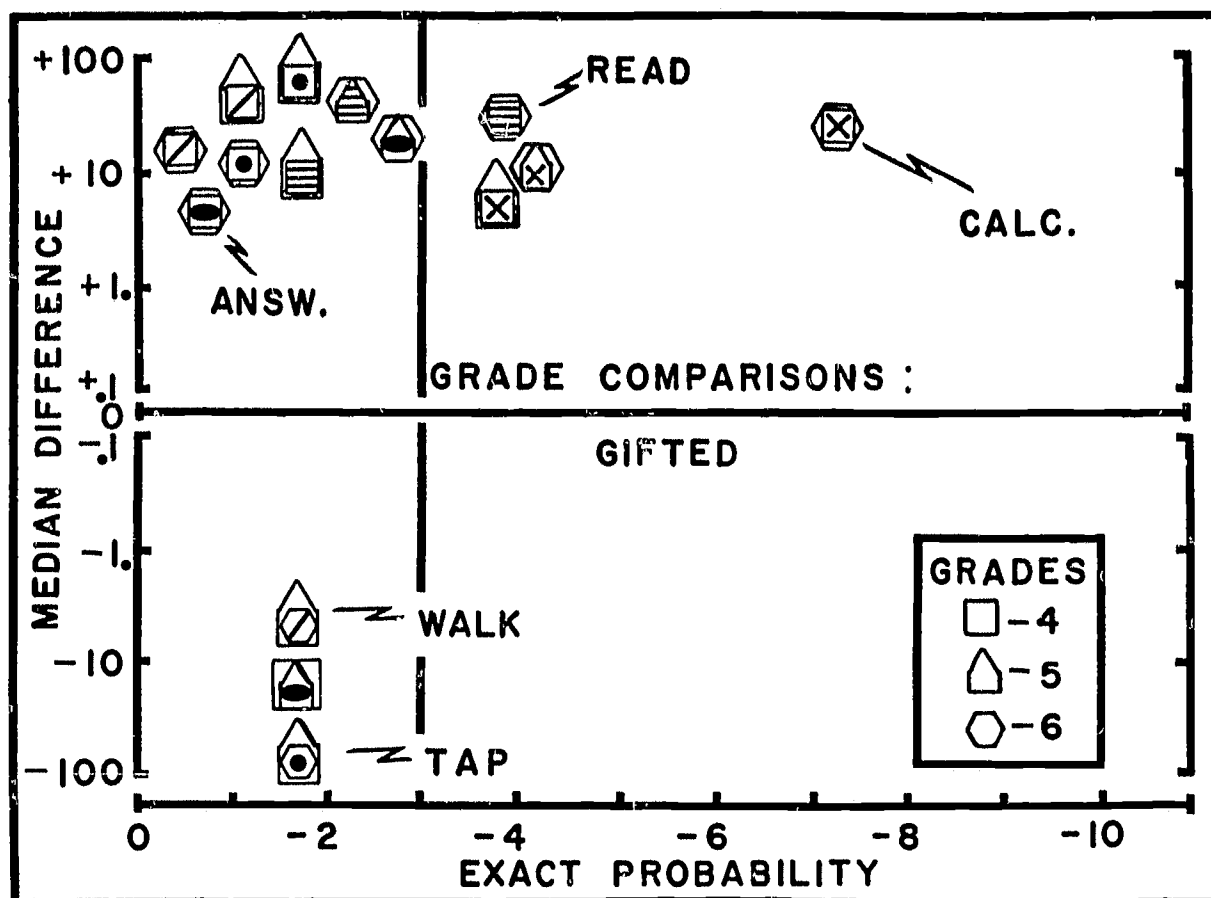 +100
READ
+10
CALC.
+1.
ANSW.
MEDIAN DIFFERENCE
+.1
GRADE COMPARISONS:
0
-.1
GIFTED
-1.
GRADES
□-4
WALK
-10
-5
⬡-6
TAP
-100
0 -2 -4 -6 -8 -10
EXACT PROBABILITY